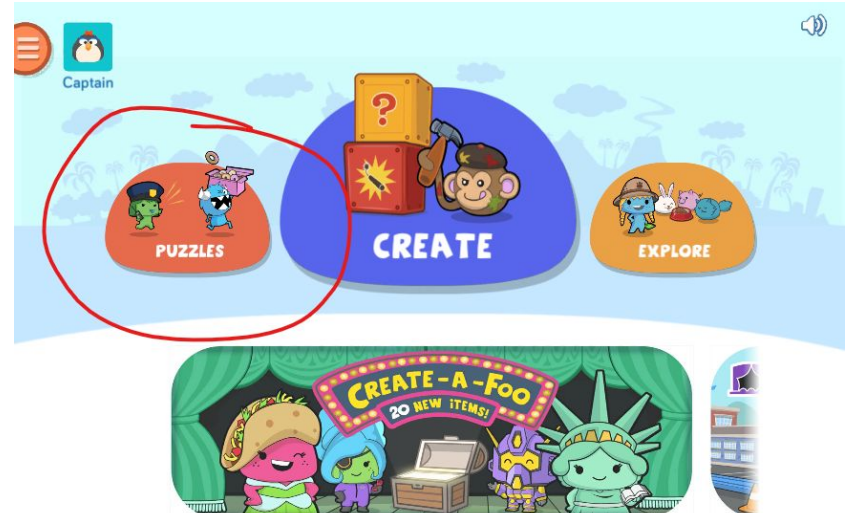 Captain
?
CREATE
PUZZLES
EXPLORE
CREATE-A-FOO
20 NEW ITEMS!